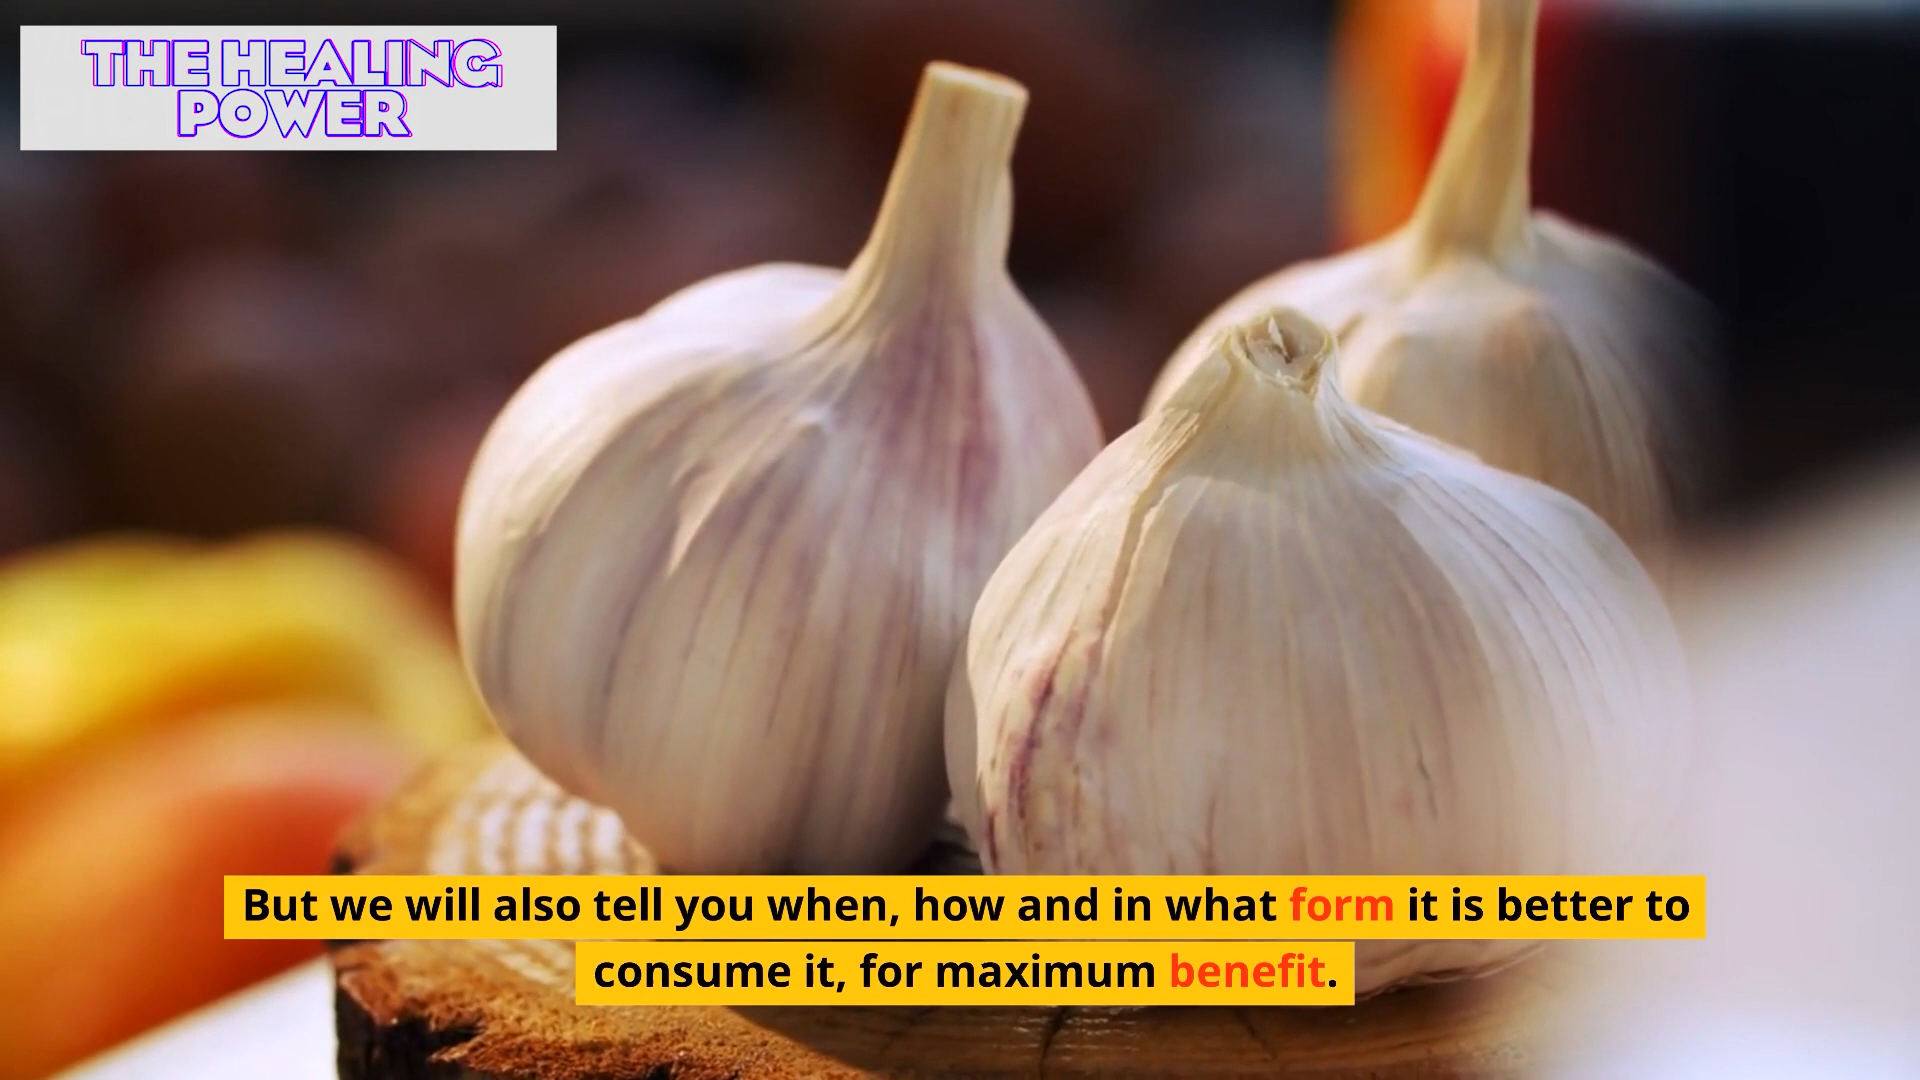 THE HEALING
POWER
But we will also tell you when, how and in what form it is better to
consume it, for maximum benefit.